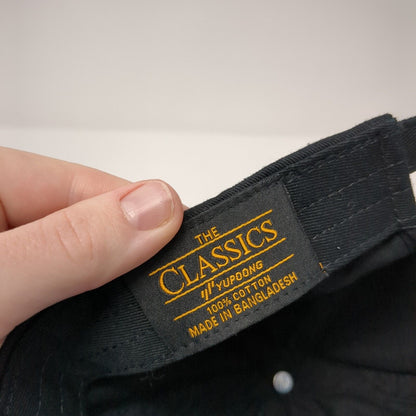 THE
CLASSICS
YUPOONG
100% COTTON
MADE IN BANGLADESH